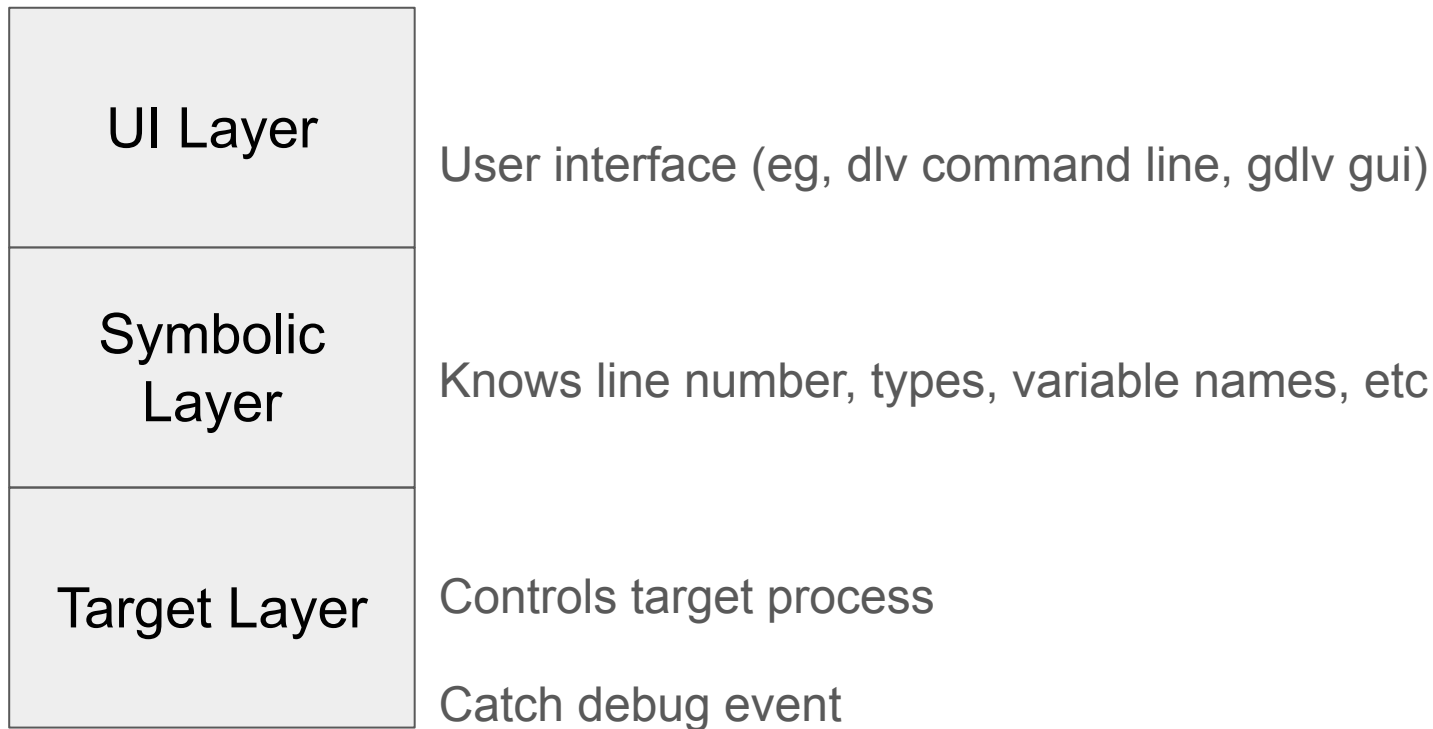 UI Layer
User interface (eg, dlv command line, gdlv gui)
Symbolic
Layer
Knows line number, types, variable names, etc
Target Layer
Controls target process
Catch debug event